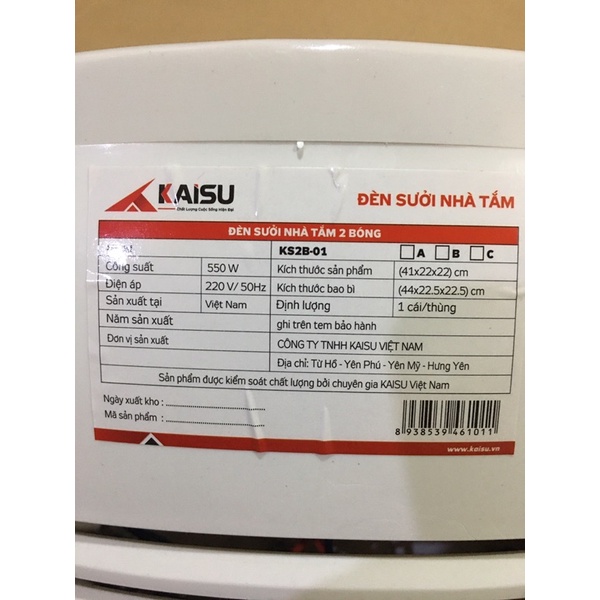 KAISU
Chất Lượng Cuộc Sống Hiện Đại
ĐÈN SƯỞI NHÀ TẮM
ĐÈN SƯỞI NHÀ TẮM 2 BÓNG
KS2B-01 A B C
Công suất 550 W Kích thước sản phẩm (41x22x22) cm
Điện áp 220 V/ 50Hz Kích thước bao bì (44x22.5x22.5) cm
Sản xuất tại Việt Nam Định lượng 1 cái/thùng
Năm sản xuất ghi trên tem bảo hành
Đơn vị sản xuất CÔNG TY TNHH KAISU VIỆT NAM
Địa chỉ: Từ Hồ - Yên Phú - Yên Mỹ - Hưng Yên
Sản phẩm được kiểm soát chất lượng bởi chuyên gia KAISU Việt Nam
Ngày xuất kho :
Mã sản phẩm :
8 938539 461011
www.kaisu.vn